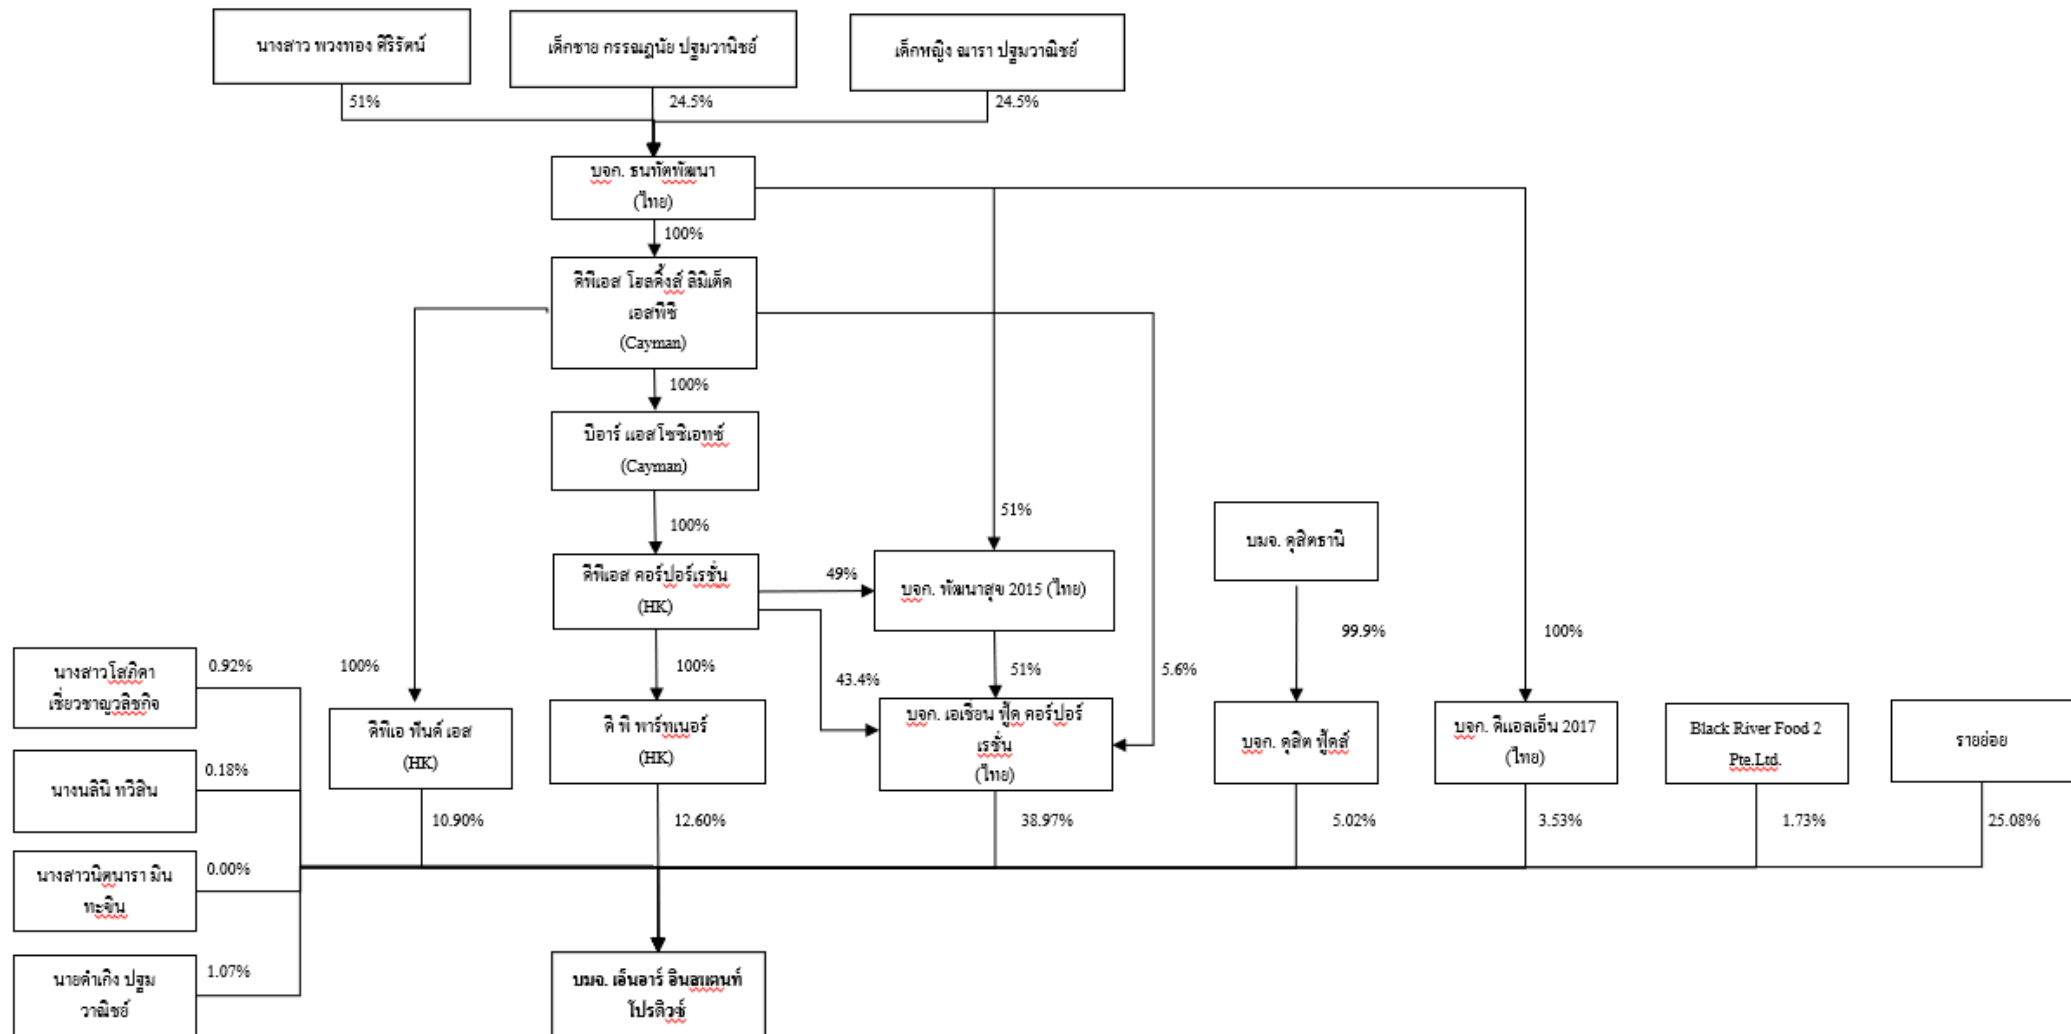 นางสาว พวงทอง ศิริรัตน์
เด็กชาย กรรณฏนัย ปฐมวานิชย์
เด็กหญิง ฌารา ปฐมวาณิชย์
51%
24.5%
24.5%
บจก. ธนทัตพัฒนา
(ไทย)
100%
ดีพีเอส โฮลดิ้งส์ ลิมิเต็ด
เอสพีซี
(Cayman)
100%
บีอาร์ แอสโซซิเอทซ์
(Cayman)
100%
51%
บมจ. ดุสิตธานี
ดีพีเอส คอร์ปอร์เรชั่น
(HK)
49%
บจก. พัฒนาสุข 2015 (ไทย)
99.9%
100%
นางสาวโสภิดา
เชี่ยวชาญวลิชกิจ
0.92%
100%
100%
43.4%
51%
5.6%
ดีพีเอ ฟันด์ เอส
(HK)
ดี พี พาร์ทเนอร์
(HK)
บจก. เอเชี่ยน ฟู้ด คอร์ปอร์
เรชั่น
(ไทย)
บจก. ดุสิต ฟู้ดส์
บจก. ดีแอลเอ็น 2017
(ไทย)
Black River Food 2
Pte.Ltd.
รายย่อย
นางนลินี ทวีสิน
0.18%
10.90%
12.60%
38.97%
5.02%
3.53%
1.73%
25.08%
นางสาวนิตนารา มิน
ทะขิน
0.00%
นายดำเกิง ปฐม
วาณิชย์
1.07%
บมจ. เอ็นอาร์ อินสแตนท์
โปรดิวซ์